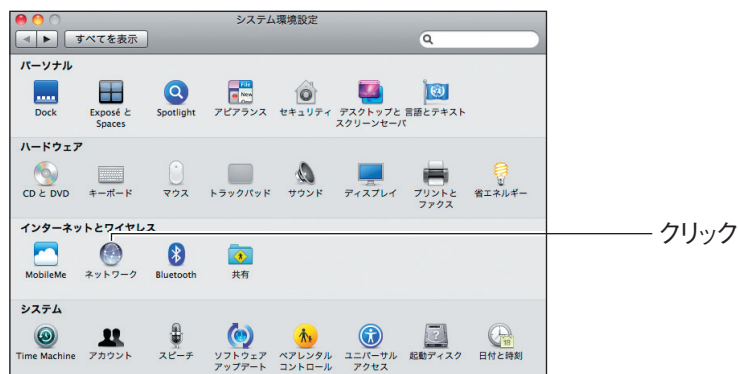 システム環境設定
すべてを表示
パーソナル
Dock
Exposé と
Spaces
Spotlight
File
New
アピアランス
セキュリティ
デスクトップと
スクリーンセーバ
言語とテキスト
ハードウェア
CD と DVD
キーボード
マウス
トラックパッド
サウンド
ディスプレイ
プリントと
ファクス
省エネルギー
インターネットとワイヤレス
MobileMe
ネットワーク
Bluetooth
共有
クリック
システム
Time Machine
アカウント
スピーチ
ソフトウェア
アップデート
ペアレンタル
コントロール
ユニバーサル
アクセス
?
起動ディスク
18
日付と時刻